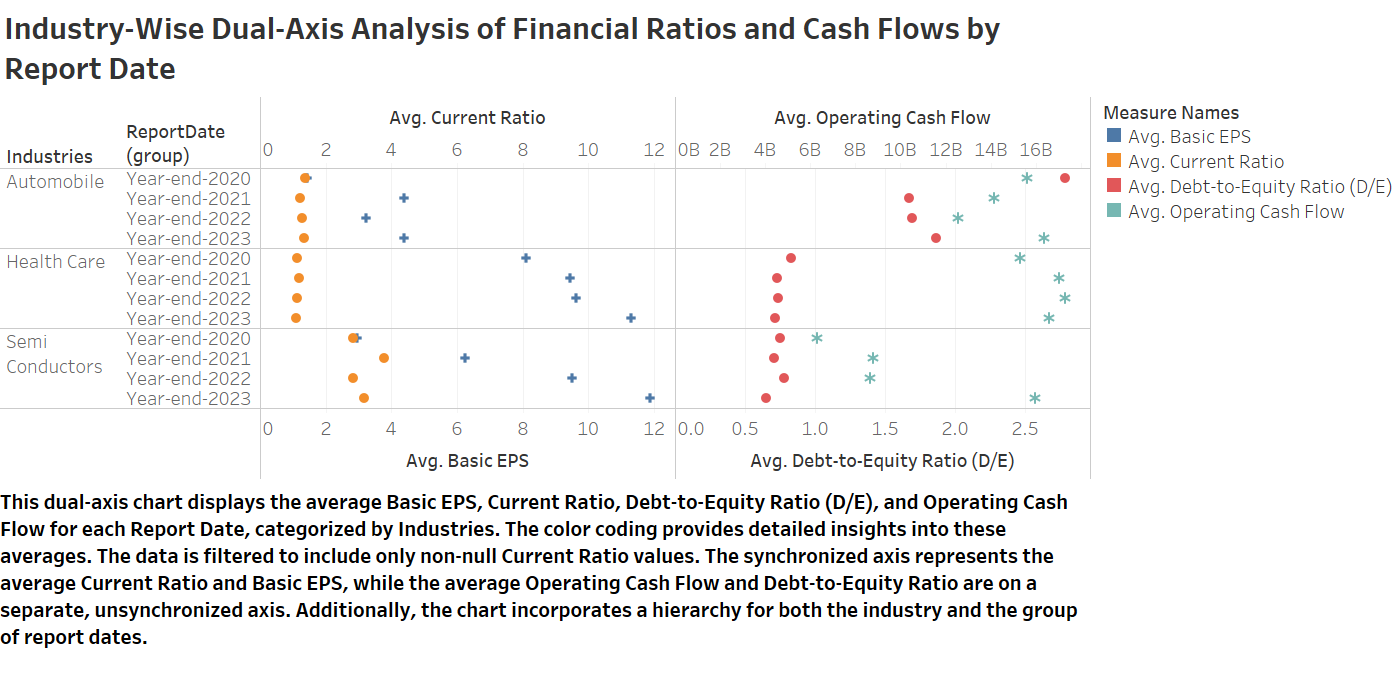 Industry-Wise Dual-Axis Analysis of Financial Ratios and Cash Flows by
Report Date
Avg. Current Ratio
Avg. Operating Cash Flow
Industries
ReportDate
(group)
0 2 4 6 8 10 12
0B 2B 4B 6B 8B 10B 12B 14B 16B
Measure Names
Avg. Basic EPS
Avg. Current Ratio
Avg. Debt-to-Equity Ratio (D/E)
Avg. Operating Cash Flow
Automobile
Year-end-2020
Year-end-2021
Year-end-2022
Year-end-2023
Health Care
Year-end-2020
Year-end-2021
Year-end-2022
Year-end-2023
Semi
Conductors
Year-end-2020
Year-end-2021
Year-end-2022
Year-end-2023
0 2 4 6 8 10 12
0.0 0.5 1.0 1.5 2.0 2.5
Avg. Basic EPS
Avg. Debt-to-Equity Ratio (D/E)
This dual-axis chart displays the average Basic EPS, Current Ratio, Debt-to-Equity Ratio (D/E), and Operating Cash
Flow for each Report Date, categorized by Industries. The color coding provides detailed insights into these
averages. The data is filtered to include only non-null Current Ratio values. The synchronized axis represents the
average Current Ratio and Basic EPS, while the average Operating Cash Flow and Debt-to-Equity Ratio are on a
separate, unsynchronized axis. Additionally, the chart incorporates a hierarchy for both the industry and the group
of report dates.